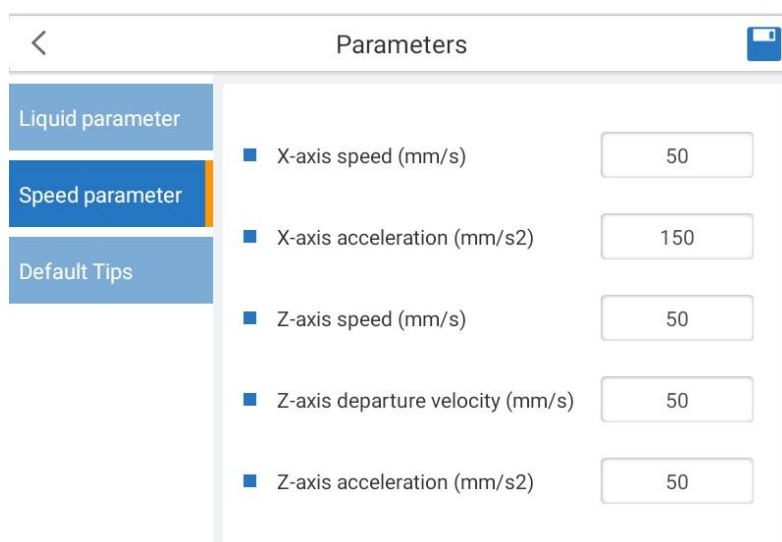 Parameters
Liquid parameter
Speed parameter
Default Tips
X-axis speed (mm/s) 50
X-axis acceleration (mm/s2) 150
Z-axis speed (mm/s) 50
Z-axis departure velocity (mm/s) 50
Z-axis acceleration (mm/s2) 50